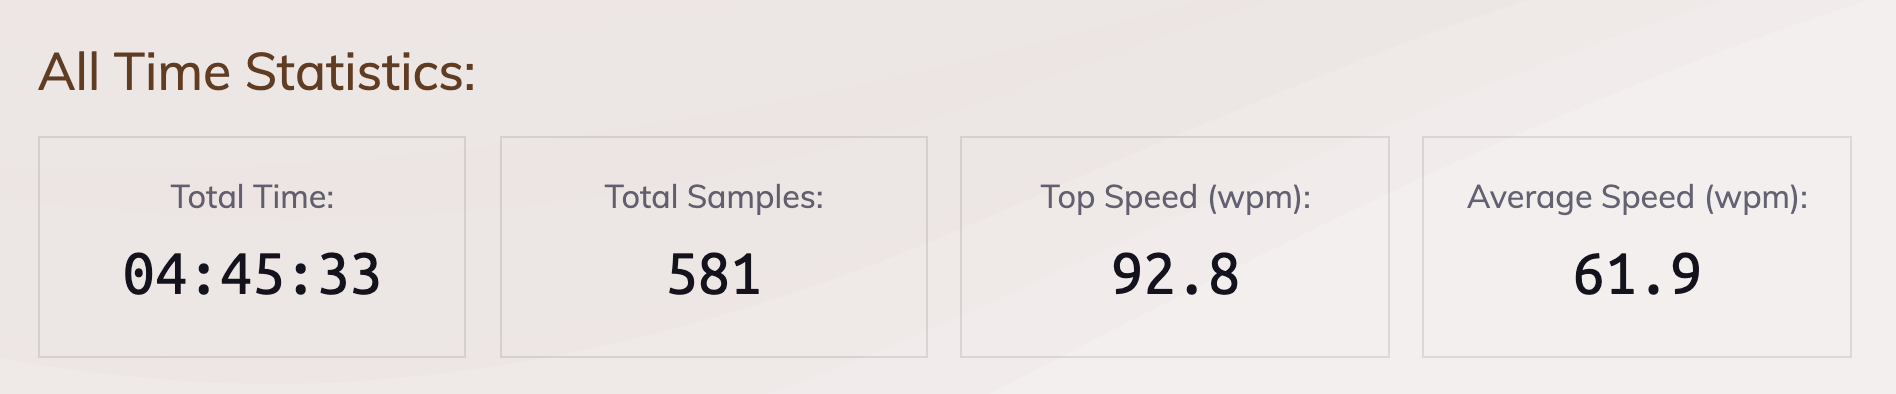 All Time Statistics:
Total Time:
04:45:33
Total Samples:
581
Top Speed (wpm):
92.8
Average Speed (wpm):
61.9